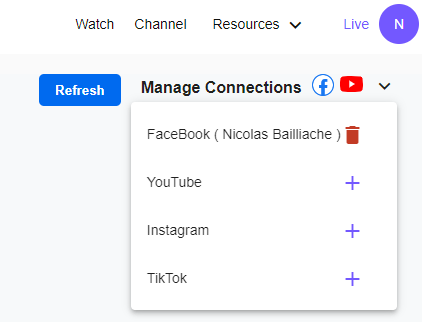 Watch Channel Resources Live N
Refresh Manage Connections
FaceBook ( Nicolas Bailliache )
YouTube
Instagram
TikTok